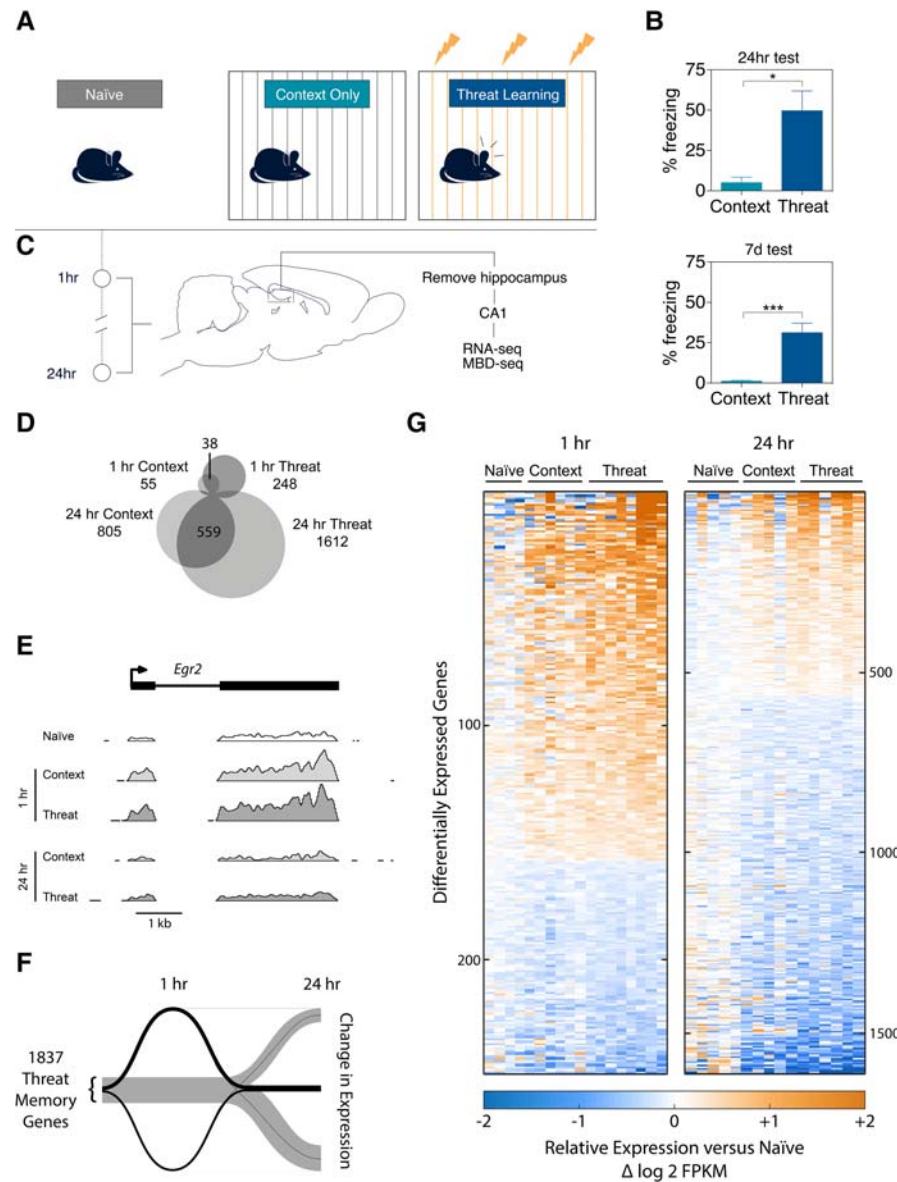 A
Naïve
Context Only
Threat Learning
B
24hr test
% freezing
75
50
25
0
*
Context Threat
7d test
% freezing
75
50
25
0
***
Context Threat
C
1hr
24hr
Remove hippocampus
CA1
RNA-seq
MBD-seq
D
38
1 hr Context
55
1 hr Threat
248
24 hr Context
805
559
24 hr Threat
1612
E
Egr2
Naïve
1 hr
Context
Threat
24 hr
Context
Threat
1 kb
F
1 hr
24 hr
1837
Threat
Memory
Genes
{
Change in Expression
G
1 hr
24 hr
Naïve Context Threat
Naïve Context Threat
Differentially Expressed Genes
100
200
500
1000
1500
-2
-1
0
+1
+2
Relative Expression versus Naïve
Δ log 2 FPKM